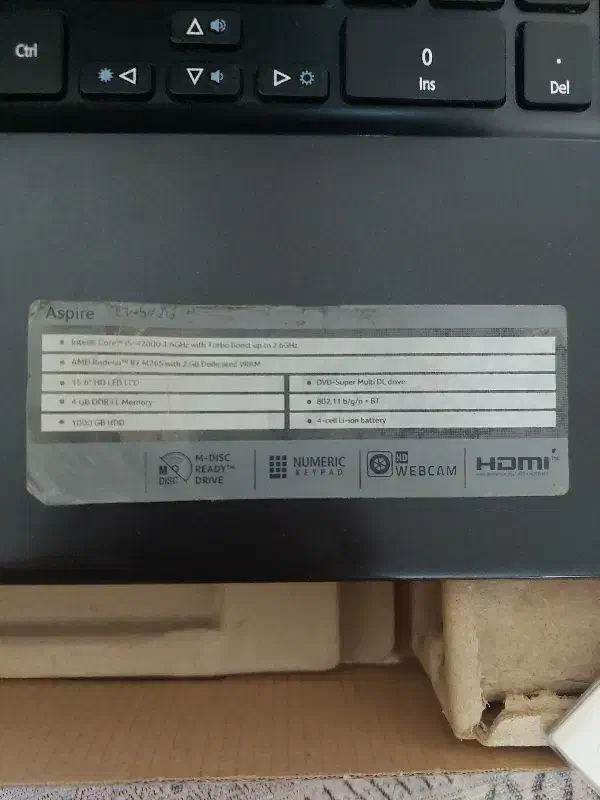 Ctrl
0
Ins
.
Del
Aspire
Intel® Core™ i5-4200U 1.6GHz with Turbo Boost up to 2.6GHz
AMD Radeon™ R7 M265 with 2 GB Dedicated VRAM
15.6" HD LED LCD
DVD-Super Multi DL drive
4 GB DDR3 L Memory
802.11 b/g/n + BT
1000 GB HDD
4-cell Li-ion battery
M-DISC
READY™
DRIVE
DISC
NUMERIC
KEYPAD
HD
WEBCAM
HDMI™